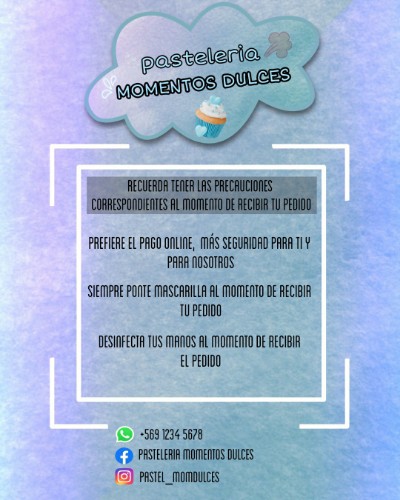 pasteleria
MOMENTOS DULCES
RECUERDA TENER LAS PRECAUCIONES
CORRESPONDIENTES AL MOMENTO DE RECIBIR TU PEDIDO
PREFIERE EL PAGO ONLINE, MÁS SEGURIDAD PARA TI Y
PARA NOSOTROS
SIEMPRE PONTE MASCARILLA AL MOMENTO DE RECIBIR
TU PEDIDO
DESINFECTA TUS MANOS AL MOMENTO DE RECIBIR
EL PEDIDO
+569 1234 5678
PASTELERIA MOMENTOS DULCES
PASTEL_MOMDULCES